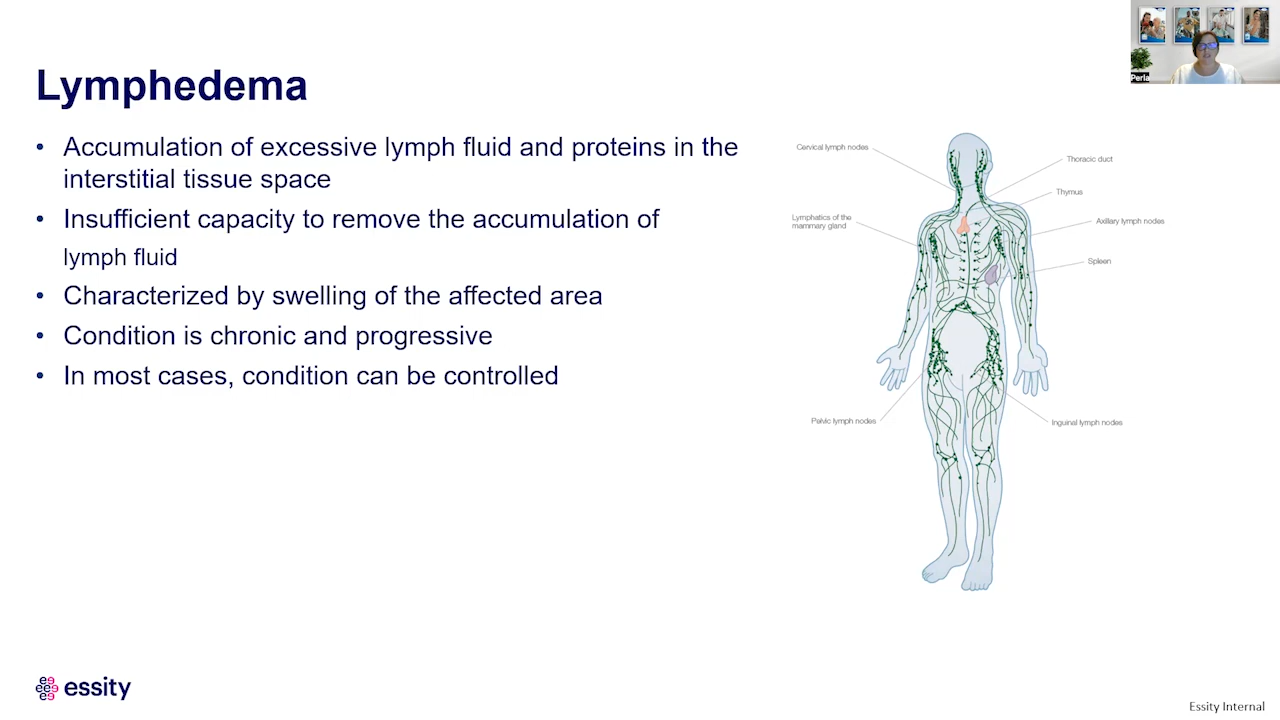 Perla
Lymphedema
• Accumulation of excessive lymph fluid and proteins in the
interstitial tissue space
• Insufficient capacity to remove the accumulation of
lymph fluid
• Characterized by swelling of the affected area
• Condition is chronic and progressive
• In most cases, condition can be controlled
Cervical lymph nodes
Thoracic duct
Thymus
Lymphatics of the
mammary gland
Axillary lymph nodes
Spleen
Pelvic lymph nodes
Inguinal lymph nodes
essity
Essity Internal